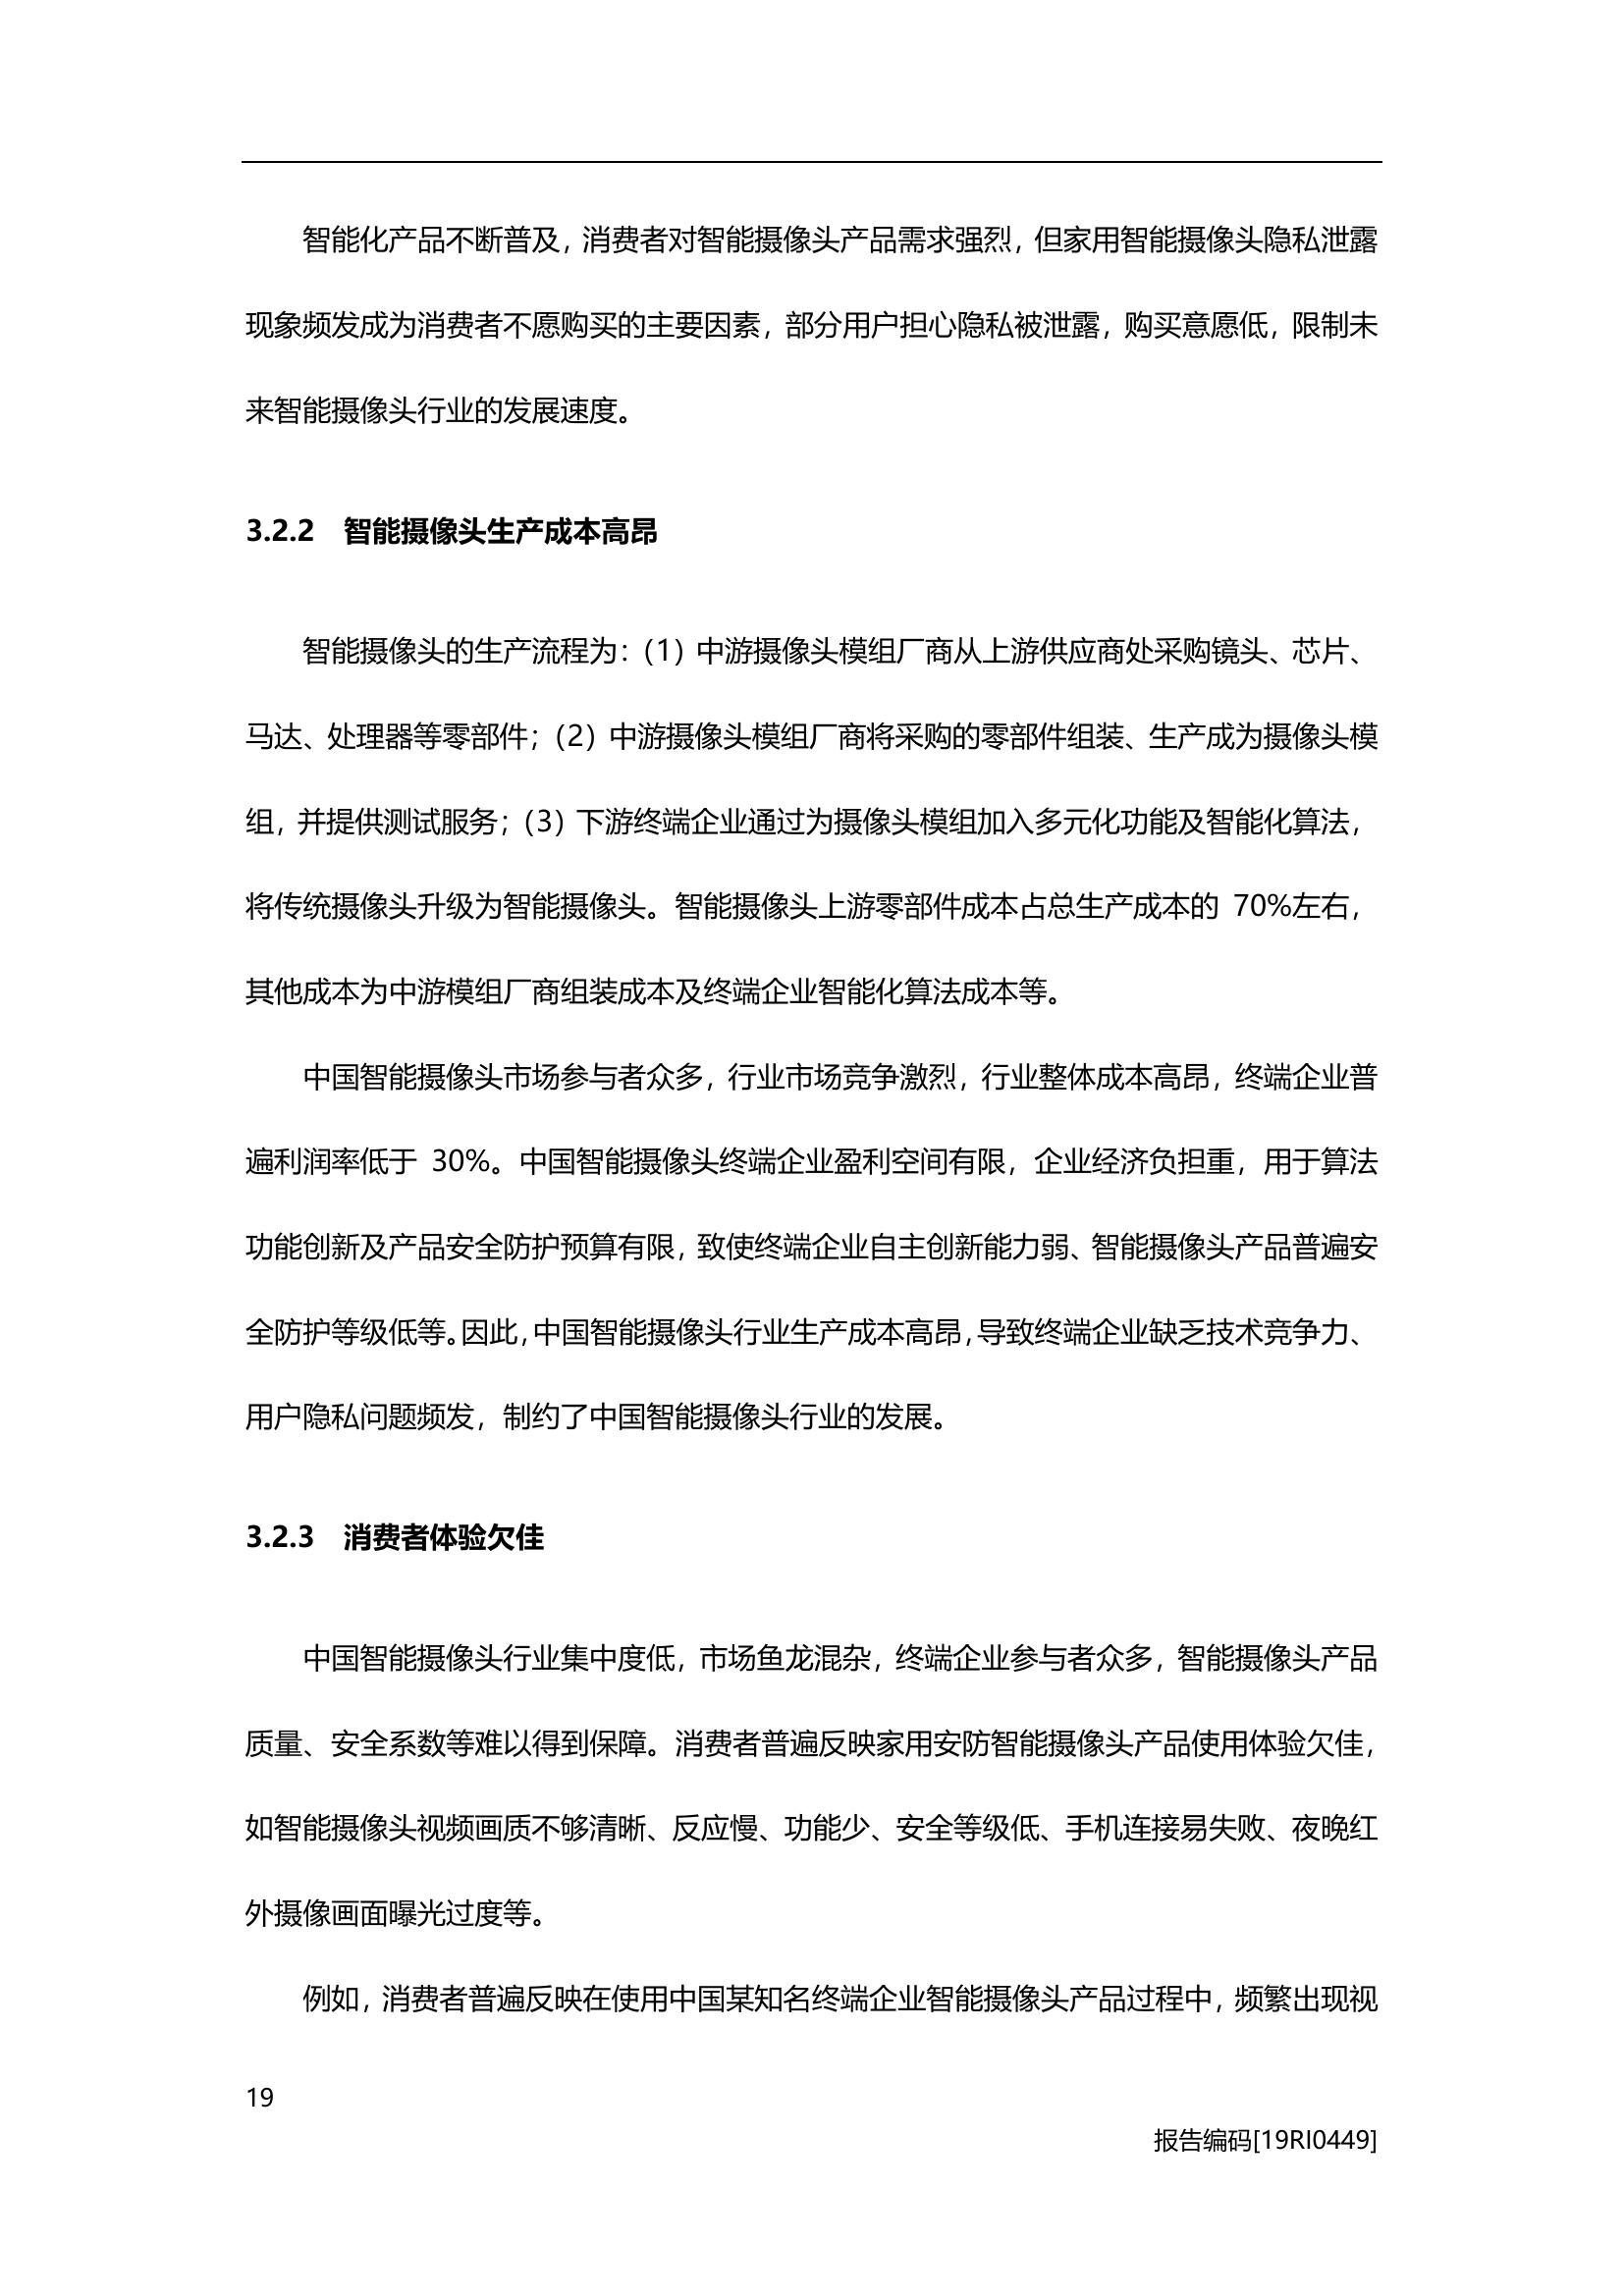 智能化产品不断普及，消费者对智能摄像头产品需求强烈，但家用智能摄像头隐私泄露
现象频发成为消费者不愿购买的主要因素，部分用户担心隐私被泄露，购买意愿低，限制未
来智能摄像头行业的发展速度。
3.2.2 智能摄像头生产成本高昂
智能摄像头的生产流程为：（1）中游摄像头模组厂商从上游供应商处采购镜头、芯片、
马达、处理器等零部件；（2）中游摄像头模组厂商将采购的零部件组装、生产成为摄像头模
组，并提供测试服务；（3）下游终端企业通过为摄像头模组加入多元化功能及智能化算法，
将传统摄像头升级为智能摄像头。智能摄像头上游零部件成本占总生产成本的 70%左右，
其他成本为中游模组厂商组装成本及终端企业智能化算法成本等。
中国智能摄像头市场参与者众多，行业市场竞争激烈，行业整体成本高昂，终端企业普
遍利润率低于 30%。中国智能摄像头终端企业盈利空间有限，企业经济负担重，用于算法
功能创新及产品安全防护预算有限，致使终端企业自主创新能力弱、智能摄像头产品普遍安
全防护等级低等。因此，中国智能摄像头行业生产成本高昂，导致终端企业缺乏技术竞争力、
用户隐私问题频发，制约了中国智能摄像头行业的发展。
3.2.3 消费者体验欠佳
中国智能摄像头行业集中度低，市场鱼龙混杂，终端企业参与者众多，智能摄像头产品
质量、安全系数等难以得到保障。消费者普遍反映家用安防智能摄像头产品使用体验欠佳，
如智能摄像头视频画质不够清晰、反应慢、功能少、安全等级低、手机连接易失败、夜晚红
外摄像画面曝光过度等。
例如，消费者普遍反映在使用中国某知名终端企业智能摄像头产品过程中，频繁出现视
19
报告编码[19RI0449]